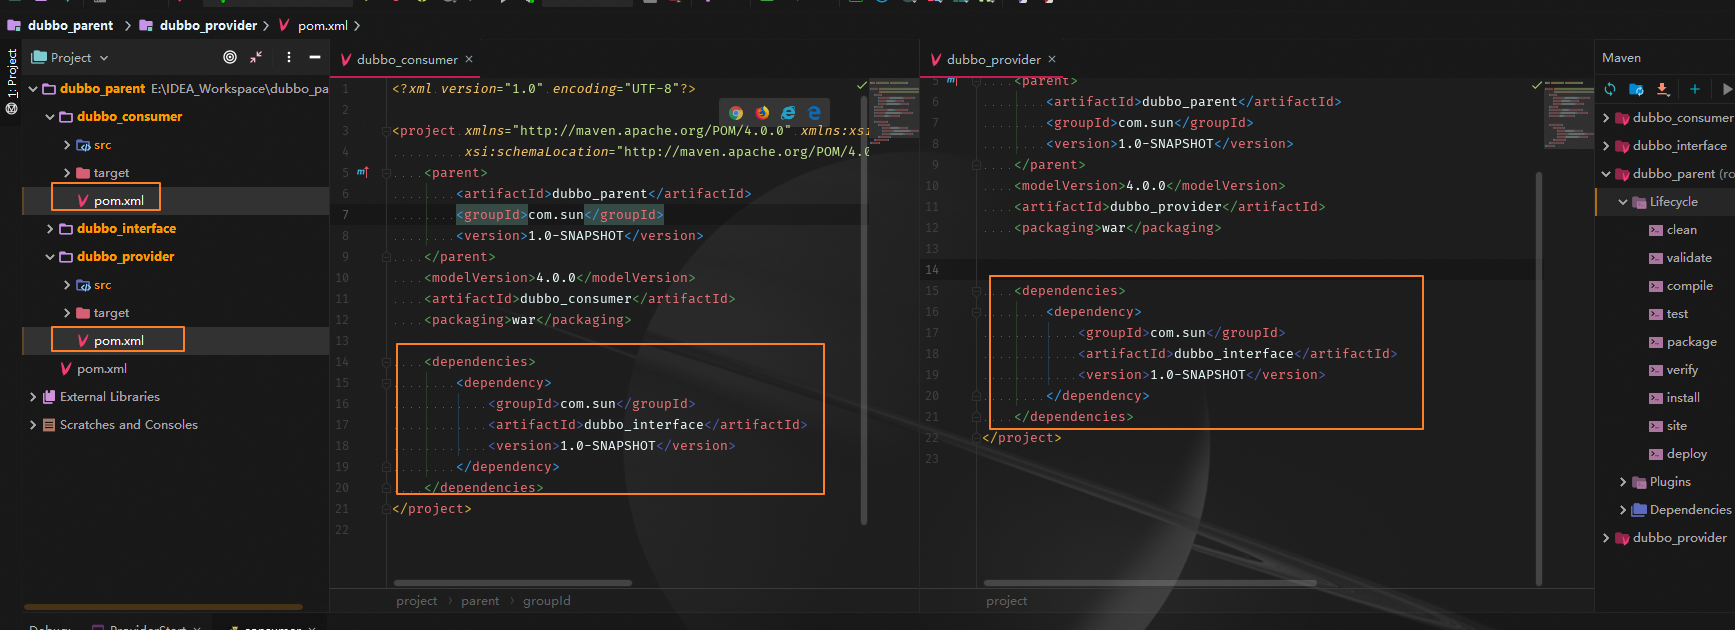 dubbo_parent > dubbo_provider > pom.xml >
1: Project
Project
dubbo_parent E:\IDEA_Workspace\dubbo_pa
dubbo_consumer
src
target
pom.xml
dubbo_interface
dubbo_provider
src
target
pom.xml
pom.xml
External Libraries
Scratches and Consoles
dubbo_consumer ×
1 <?xml version="1.0" encoding="UTF-8"?>
2
3 <project xmlns="http://maven.apache.org/POM/4.0.0" xmlns:xsi
4 xsi:schemaLocation="http://maven.apache.org/POM/4.0
5 <parent>
6 <artifactId>dubbo_parent</artifactId>
7 <groupId>com.sun</groupId>
8 <version>1.0-SNAPSHOT</version>
9 </parent>
10 <modelVersion>4.0.0</modelVersion>
11 <artifactId>dubbo_consumer</artifactId>
12 <packaging>war</packaging>
13
14 <dependencies>
15 <dependency>
16 <groupId>com.sun</groupId>
17 <artifactId>dubbo_interface</artifactId>
18 <version>1.0-SNAPSHOT</version>
19 </dependency>
20 </dependencies>
21 </project>
22
project > parent > groupId
dubbo_provider ×
5 <parent>
6 <artifactId>dubbo_parent</artifactId>
7 <groupId>com.sun</groupId>
8 <version>1.0-SNAPSHOT</version>
9 </parent>
10 <modelVersion>4.0.0</modelVersion>
11 <artifactId>dubbo_provider</artifactId>
12 <packaging>war</packaging>
13
14
15 <dependencies>
16 <dependency>
17 <groupId>com.sun</groupId>
18 <artifactId>dubbo_interface</artifactId>
19 <version>1.0-SNAPSHOT</version>
20 </dependency>
21 </dependencies>
22 </project>
23
project
Maven
dubbo_consumer
dubbo_interface
dubbo_parent (ro
Lifecycle
clean
validate
compile
test
package
verify
install
site
deploy
Plugins
Dependencies
dubbo_provider
Debug: ProviderStart × consumer ×